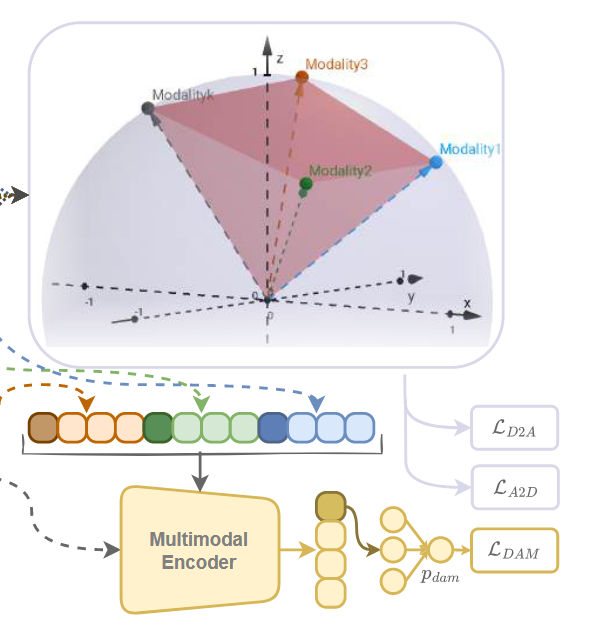 z
1
Modality3
Modalityk
Modality1
Modality2
-1
-1
0
0
1
y
x
1
L_D2A
L_A2D
Multimodal
Encoder
L_DAM
p_dam